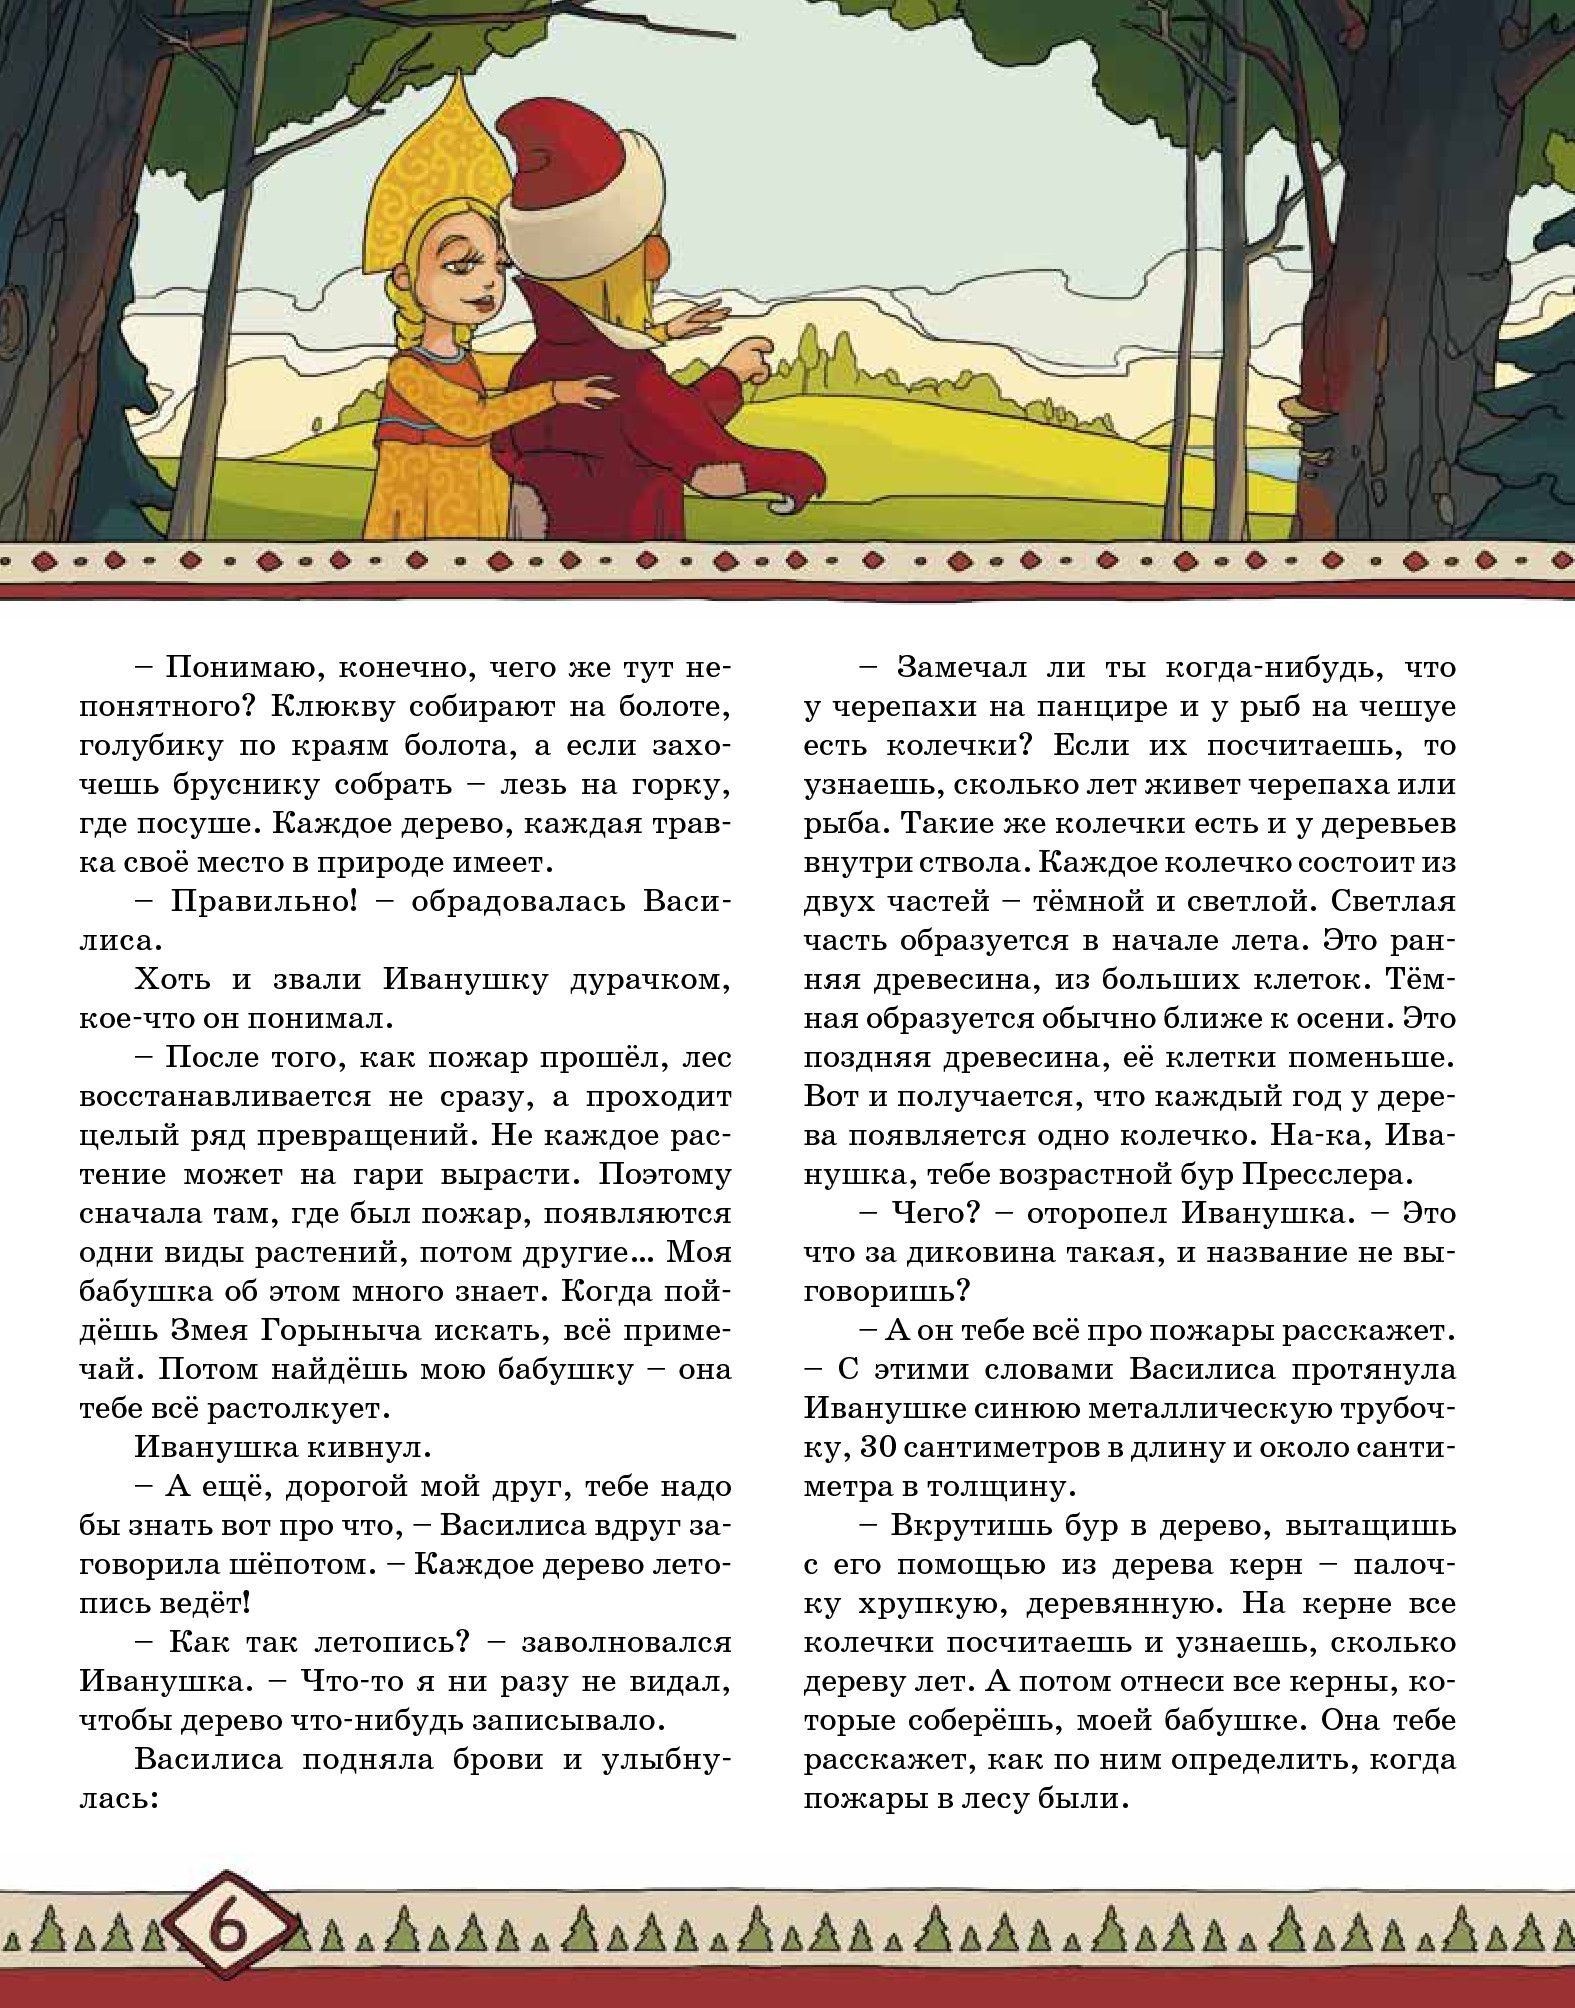 – Понимаю, конечно, чего же тут не-
понятного? Клюкву собирают на болоте,
голубику по краям болота, а если захо-
чешь бруснику собрать – лезь на горку,
где посуше. Каждое дерево, каждая трав-
ка своё место в природе имеет.
– Правильно! – обрадовалась Васи-
лиса.
Хоть и звали Иванушку дурачком,
кое-что он понимал.
– После того, как пожар прошёл, лес
восстанавливается не сразу, а проходит
целый ряд превращений. Не каждое рас-
тение может на гари вырасти. Поэтому
сначала там, где был пожар, появляются
одни виды растений, потом другие… Моя
бабушка об этом много знает. Когда пой-
дёшь Змея Горыныча искать, всё приме-
чай. Потом найдёшь мою бабушку – она
тебе всё растолкует.
Иванушка кивнул.
– А ещё, дорогой мой друг, тебе надо
бы знать вот про что, – Василиса вдруг за-
говорила шёпотом. – Каждое дерево лето-
пись ведёт!
– Как так летопись? – заволновался
Иванушка. – Что-то я ни разу не видал,
чтобы дерево что-нибудь записывало.
Василиса подняла брови и улыбну-
лась:
– Замечал ли ты когда-нибудь, что
у черепахи на панцире и у рыб на чешуе
есть колечки? Если их посчитаешь, то
узнаешь, сколько лет живет черепаха или
рыба. Такие же колечки есть и у деревьев
внутри ствола. Каждое колечко состоит из
двух частей – тёмной и светлой. Светлая
часть образуется в начале лета. Это ран-
няя древесина, из больших клеток. Тём-
ная образуется обычно ближе к осени. Это
поздняя древесина, её клетки поменьше.
Вот и получается, что каждый год у дере-
ва появляется одно колечко. На-ка, Ива-
нушка, тебе возрастной бур Пресслера.
– Чего? – оторопел Иванушка. – Это
что за диковина такая, и название не вы-
говоришь?
– А он тебе всё про пожары расскажет.
– С этими словами Василиса протянула
Иванушке синюю металлическую трубоч-
ку, 30 сантиметров в длину и около санти-
метра в толщину.
– Вкрутишь бур в дерево, вытащишь
с его помощью из дерева керн – палоч-
ку хрупкую, деревянную. На керне все
колечки посчитаешь и узнаешь, сколько
дереву лет. А потом отнеси все керны, ко-
торые соберёшь, моей бабушке. Она тебе
расскажет, как по ним определить, когда
пожары в лесу были.
6